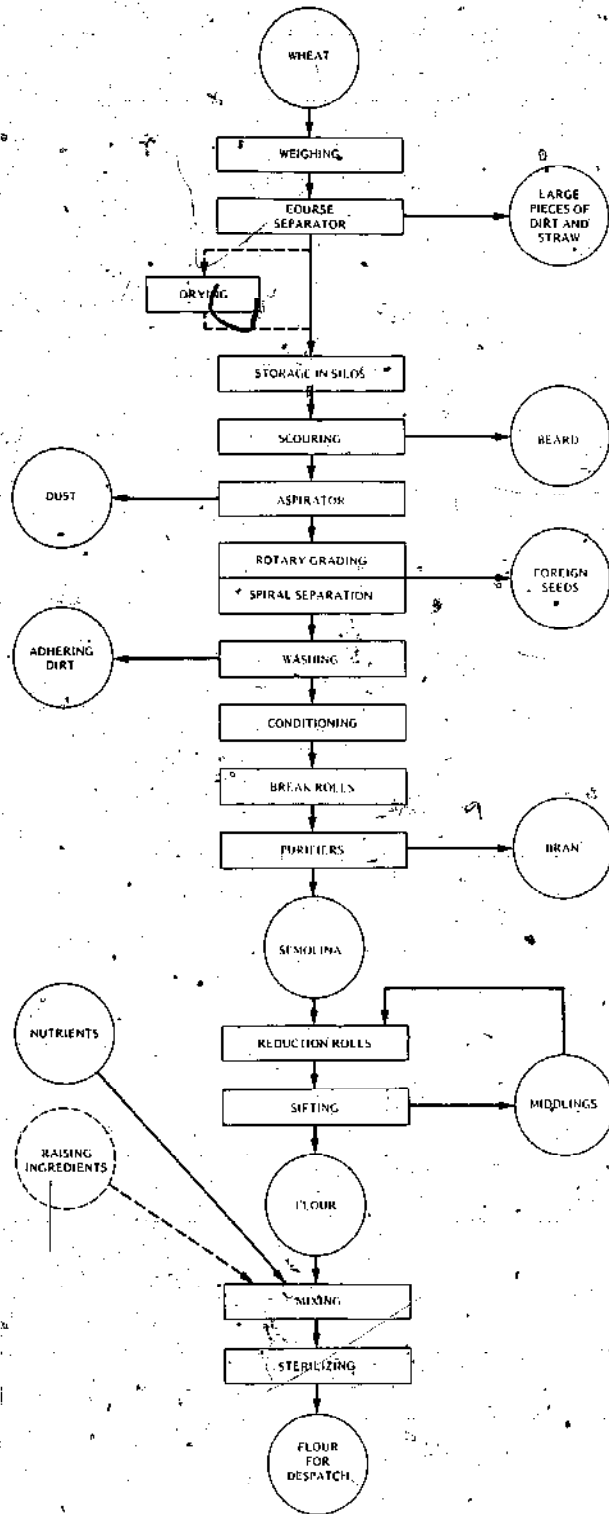 WHEAT
WEIGHING
COURSE
SEPARATOR
LARGE
PIECES OF
DIRT AND
STRAW
DRYING
STORAGE IN SILOS
SCOURING
BEARD
DUST
ASPIRATOR
ROTARY GRADING
SPIRAL SEPARATION
FOREIGN
SEEDS
ADHERING
DIRT
WASHING
CONDITIONING
BREAK ROLLS
PURIFIERS
BRAN
SEMOLINA
NUTRIENTS
REDUCTION ROLLS
SIFTING
MIDDLINGS
RAISING
INGREDIENTS
FLOUR
MIXING
STERILIZING
FLOUR
FOR
DESPATCH